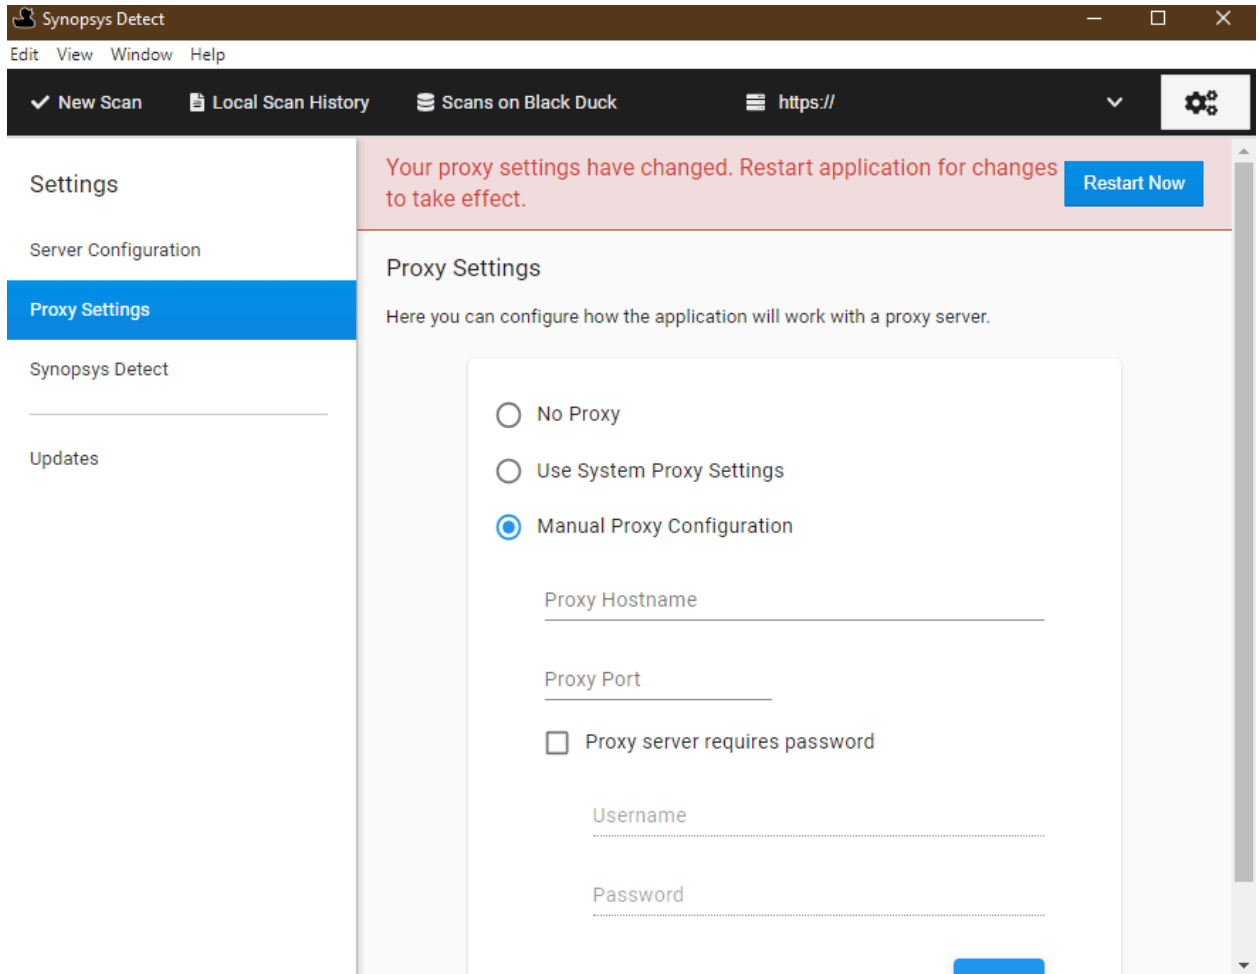 Synopsys Detect
Edit View Window Help
New Scan Local Scan History Scans on Black Duck https://
Settings
Server Configuration
Proxy Settings
Synopsys Detect
Updates
Your proxy settings have changed. Restart application for changes
to take effect.
Restart Now
Proxy Settings
Here you can configure how the application will work with a proxy server.
No Proxy
Use System Proxy Settings
Manual Proxy Configuration
Proxy Hostname
Proxy Port
Proxy server requires password
Username
Password